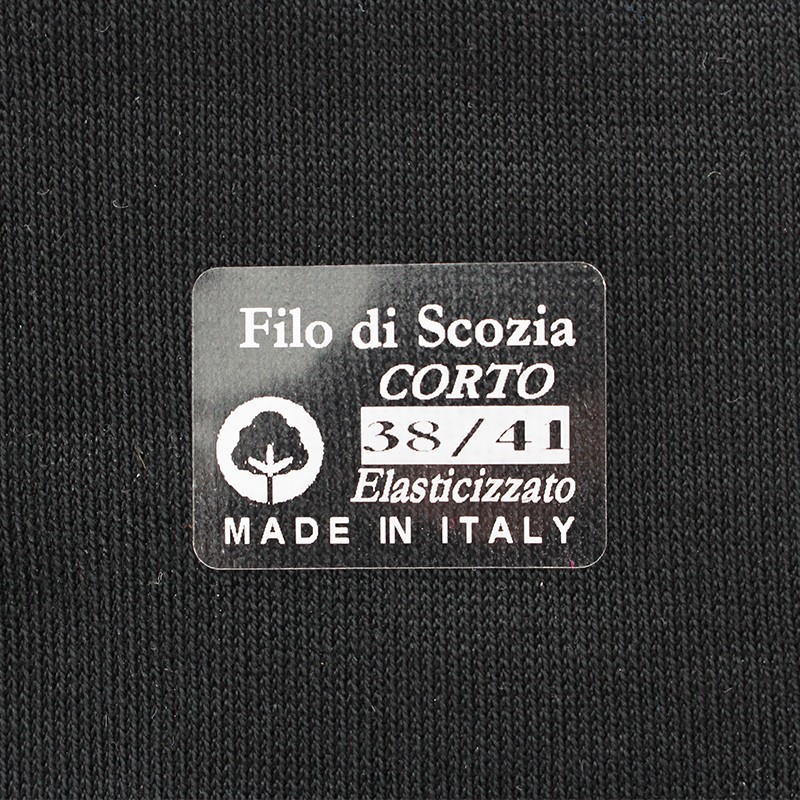 Filo di Scozia
CORTO
38/41
Elasticizzato
MADE IN ITALY